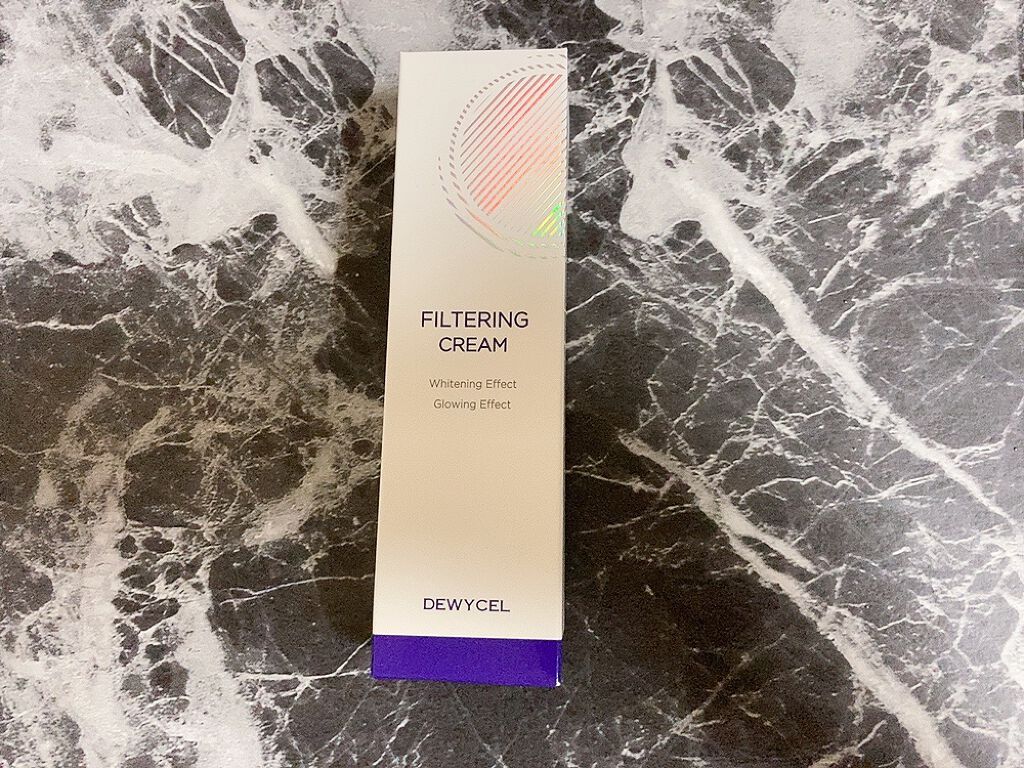 FILTERING
CREAM
Whitening Effect
Glowing Effect
DEWYCEL